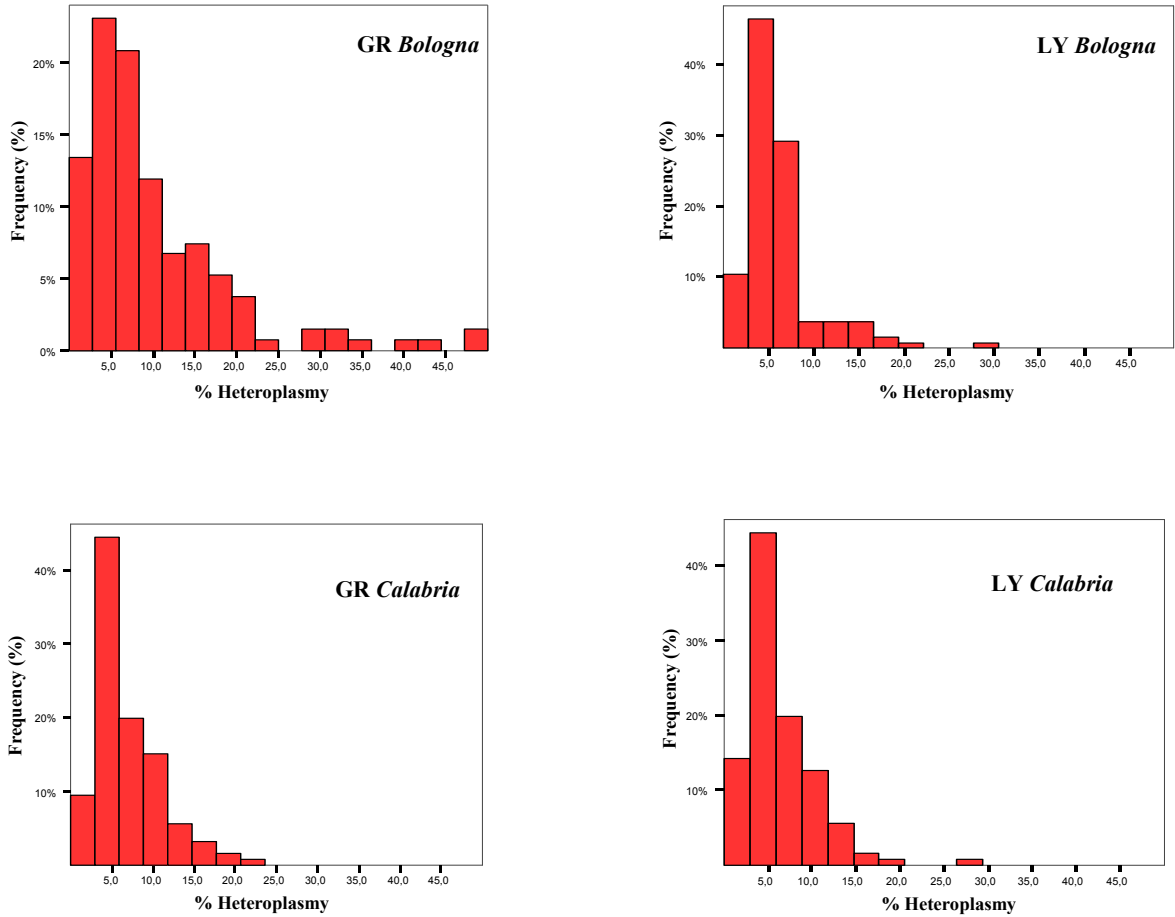 GR Bologna
Frequency (%)
20%
15%
10%
5%
0%
5,0 10,0 15,0 20,0 25,0 30,0 35,0 40,0 45,0
% Heteroplasmy
LY Bologna
Frequency (%)
40%
30%
20%
10%
5,0 10,0 15,0 20,0 25,0 30,0 35,0 40,0 45,0
% Heteroplasmy
GR Calabria
Frequency (%)
40%
30%
20%
10%
5,0 10,0 15,0 20,0 25,0 30,0 35,0 40,0 45,0
% Heteroplasmy
LY Calabria
Frequency (%)
40%
30%
20%
10%
5,0 10,0 15,0 20,0 25,0 30,0 35,0 40,0 45,0
% Heteroplasmy